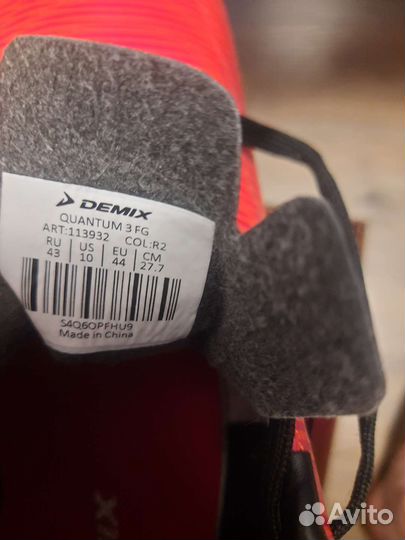 DEMIX
QUANTUM 3 FG
ART:113932 COL:R2
RU US EU CM
43 10 44 27.7
S4Q6OPFHU9
Made in China
Avito